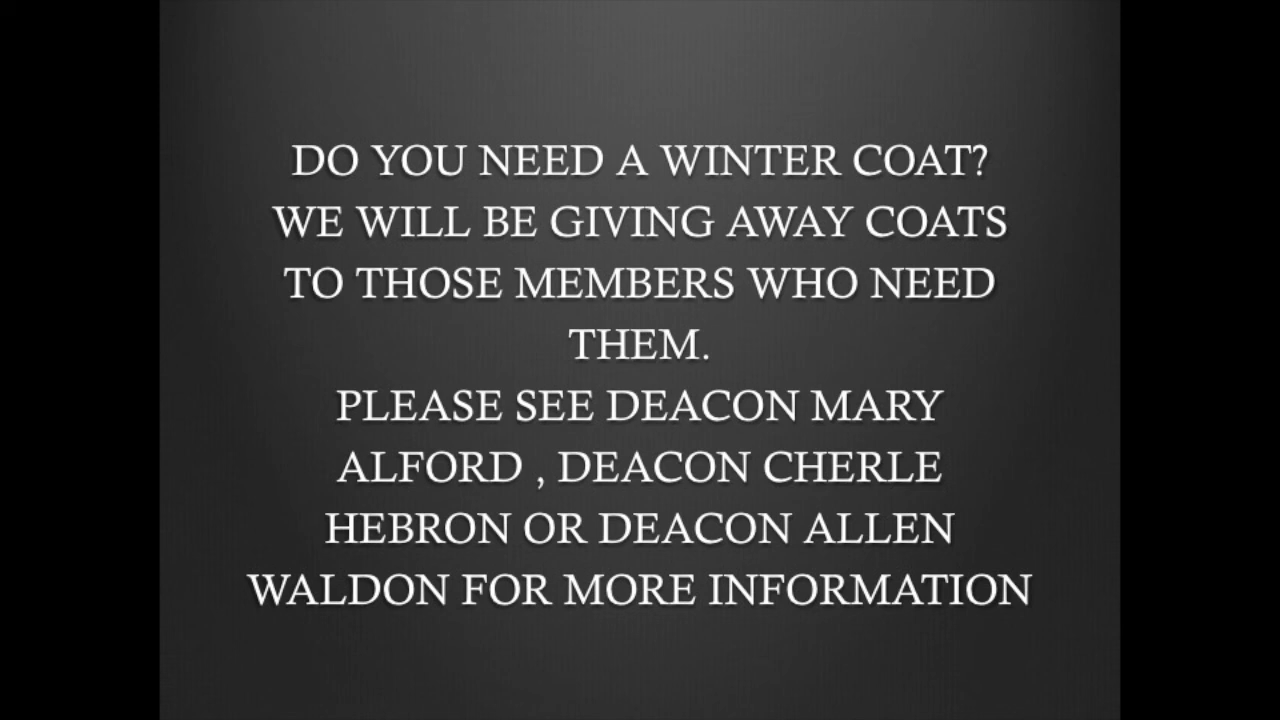 DO YOU NEED A WINTER COAT?
WE WILL BE GIVING AWAY COATS
TO THOSE MEMBERS WHO NEED
THEM.
PLEASE SEE DEACON MARY
ALFORD , DEACON CHERLE
HEBRON OR DEACON ALLEN
WALDON FOR MORE INFORMATION